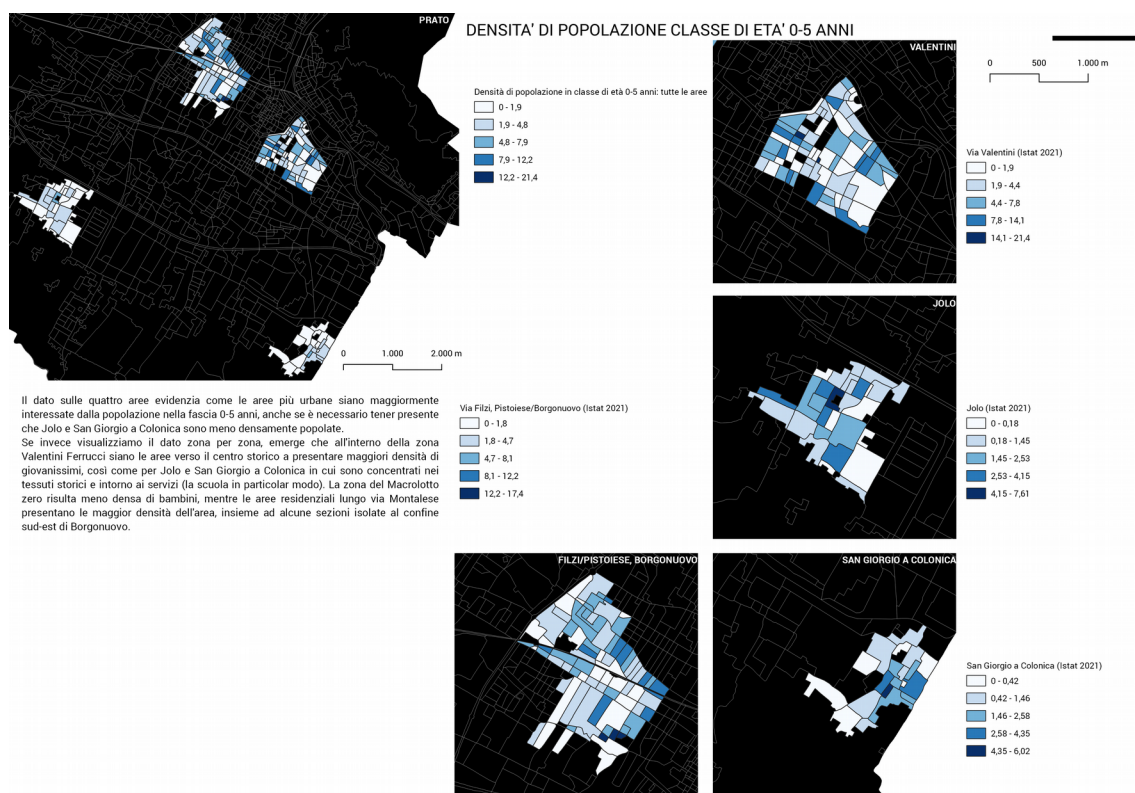 PRATO
DENSITA' DI POPOLAZIONE CLASSE DI ETA' 0-5 ANNI
VALENTINI
0 500 1.000 m
Densità di popolazione in classe di età 0-5 anni: tutte le aree
0 - 1,9
1,9 - 4,8
4,8 - 7,9
7,9 - 12,2
12,2 - 21,4
Via Valentini (Istat 2021)
0 - 1,9
1,9 - 4,4
4,4 - 7,8
7,8 - 14,1
14,1 - 21,4
JOLO
0 1.000 2.000 m
Il dato sulle quattro aree evidenzia come le aree più urbane siano maggiormente
interessate dalla popolazione nella fascia 0-5 anni, anche se è necessario tener presente
che Jolo e San Giorgio a Colonica sono meno densamente popolate.
Se invece visualizziamo il dato zona per zona, emerge che all'interno della zona
Valentini Ferrucci siano le aree verso il centro storico a presentare maggiori densità di
giovanissimi, così come per Jolo e San Giorgio a Colonica in cui sono concentrati nei
tessuti storici e intorno ai servizi (la scuola in particolar modo). La zona del Macrolotto
zero risulta meno densa di bambini, mentre le aree residenziali lungo via Montalese
presentano le maggior densità dell'area, insieme ad alcune sezioni isolate al confine
sud-est di Borgonuovo.
Via Filzi, Pistoiese/Borgonuovo (Istat 2021)
0 - 1,8
1,8 - 4,7
4,7 - 8,1
8,1 - 12,2
12,2 - 17,4
Jolo (Istat 2021)
0 - 0,18
0,18 - 1,45
1,45 - 2,53
2,53 - 4,15
4,15 - 7,61
FILZI/PISTOIESE, BORGONUOVO
SAN GIORGIO A COLONICA
San Giorgio a Colonica (Istat 2021)
0 - 0,42
0,42 - 1,46
1,46 - 2,58
2,58 - 4,35
4,35 - 6,02